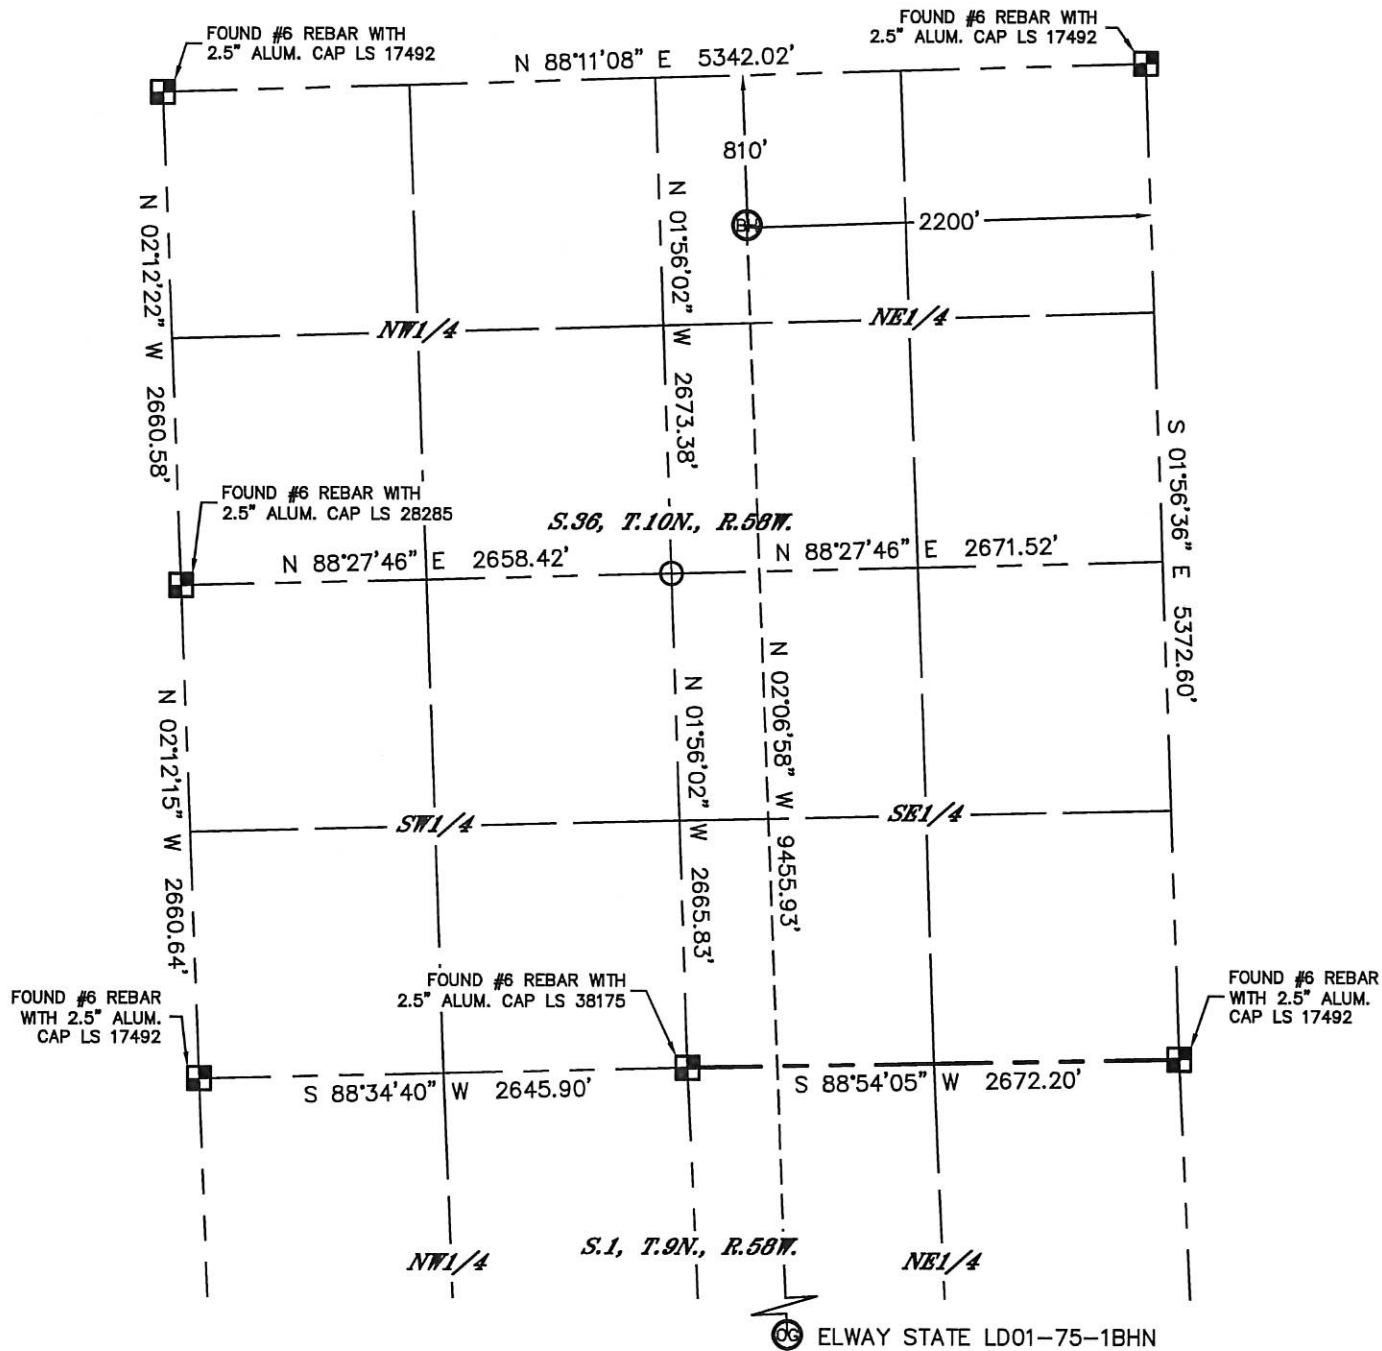 FOUND #6 REBAR WITH
2.5" ALUM. CAP LS 17492
FOUND #6 REBAR WITH
2.5" ALUM. CAP LS 17492
N 88°11'08" E 5342.02'
810'
BH
2200'
N 02°12'22" W 2660.58'
N 01°56'02" W 2673.38'
NW1/4
NE1/4
S 01°56'36" E 5372.60'
FOUND #6 REBAR WITH
2.5" ALUM. CAP LS 28285
S.36, T.10N., R.58W.
N 88°27'46" E 2658.42'
N 88°27'46" E 2671.52'
N 02°12'15" W 2660.64'
N 01°56'02" W 2665.83'
N 02°06'58" W 9455.93'
SW1/4
SE1/4
FOUND #6 REBAR
WITH 2.5" ALUM.
CAP LS 17492
FOUND #6 REBAR WITH
2.5" ALUM. CAP LS 38175
FOUND #6 REBAR
WITH 2.5" ALUM.
CAP LS 17492
S 88°34'40" W 2645.90'
S 88°54'05" W 2672.20'
S.1, T.9N., R.58W.
NW1/4
NE1/4
OG ELWAY STATE LD01-75-1BHN